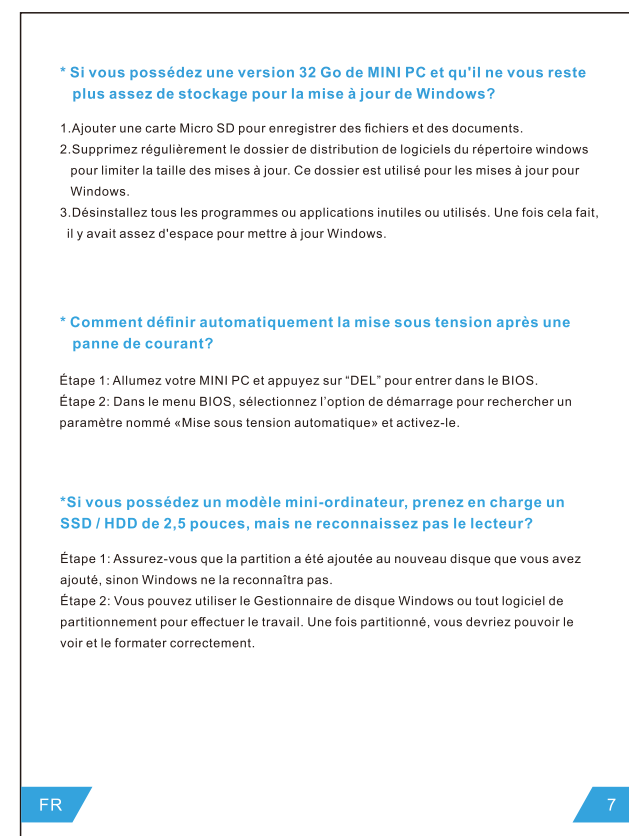 * Si vous possédez une version 32 Go de MINI PC et qu'il ne vous reste
plus assez de stockage pour la mise à jour de Windows?
1.Ajouter une carte Micro SD pour enregistrer des fichiers et des documents.
2.Supprimez régulièrement le dossier de distribution de logiciels du répertoire windows
pour limiter la taille des mises à jour. Ce dossier est utilisé pour les mises à jour pour
Windows.
3.Désinstallez tous les programmes ou applications inutiles ou utilisés. Une fois cela fait,
il y avait assez d'espace pour mettre à jour Windows.
* Comment définir automatiquement la mise sous tension après une
panne de courant?
Étape 1: Allumez votre MINI PC et appuyez sur “DEL” pour entrer dans le BIOS.
Étape 2: Dans le menu BIOS, sélectionnez l’option de démarrage pour rechercher un
paramètre nommé «Mise sous tension automatique» et activez-le.
*Si vous possédez un modèle mini-ordinateur, prenez en charge un
SSD / HDD de 2,5 pouces, mais ne reconnaissez pas le lecteur?
Étape 1: Assurez-vous que la partition a été ajoutée au nouveau disque que vous avez
ajouté, sinon Windows ne la reconnaîtra pas.
Étape 2: Vous pouvez utiliser le Gestionnaire de disque Windows ou tout logiciel de
partitionnement pour effectuer le travail. Une fois partitionné, vous devriez pouvoir le
voir et le formater correctement.
FR
7